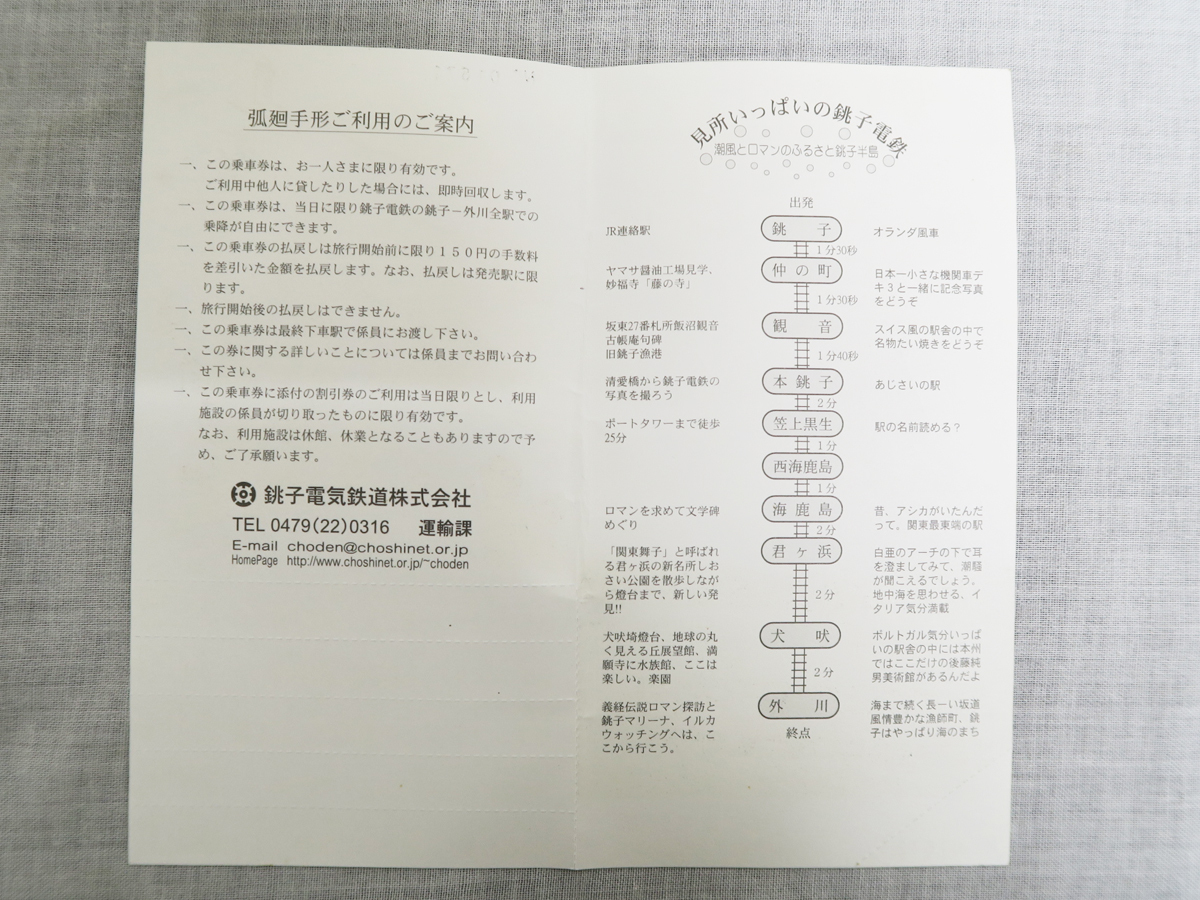 弧廻手形ご利用のご案内
一、この乗車券は、お一人さまに限り有効です。
ご利用中他人に貸したりした場合には、即時回収します。
一、この乗車券は、当日に限り銚子電鉄の銚子－外川全駅での
乗降が自由にできます。
一、この乗車券の払戻しは旅行開始前に限り１５０円の手数料
を差引いた金額を払戻します。なお、払戻しは発売駅に限
ります。
一、旅行開始後の払戻しはできません。
一、この乗車券は最終下車駅で係員にお渡し下さい。
一、この券に関する詳しいことについては係員までお問い合わ
せ下さい。
一、この乗車券に添付の割引券のご利用は当日限りとし、利用
施設の係員が切り取ったものに限り有効です。
なお、利用施設は休館、休業となることもありますので予
め、ご了承願います。
銚子電気鉄道株式会社
TEL 0479(22)0316 運輸課
E-mail choden@choshinet.or.jp
HomePage http://www.choshinet.or.jp/~choden
見所いっぱいの銚子電鉄
潮風とロマンのふるさと銚子半島
出発
JR連絡駅
銚子
オランダ風車
1分30秒
ヤマサ醤油工場見学、
妙福寺「藤の寺」
仲の町
日本一小さな機関車デ
キ３と一緒に記念写真
をどうぞ
1分30秒
坂東27番札所飯沼観音
古帳庵句碑
旧銚子漁港
観音
スイス風の駅舎の中で
名物たい焼きをどうぞ
1分40秒
清愛橋から銚子電鉄の
写真を撮ろう
本銚子
あじさいの駅
2分
ポートタワーまで徒歩
25分
笠上黒生
駅の名前読める？
1分
西海鹿島
1分
ロマンを求めて文学碑
めぐり
海鹿島
昔、アシカがいたんだ
って。関東最東端の駅
2分
「関東舞子」と呼ばれ
る君ヶ浜の新名所しお
さい公園を散歩しなが
ら燈台まで、新しい発
見!!
君ヶ浜
白亜のアーチの下で耳
を澄ましてみて、潮騒
が聞こえるでしょう。
地中海を思わせる、イ
タリア気分満載
2分
犬吠埼燈台、地球の丸
く見える丘展望館、満
願寺に水族館、ここは
楽しい。楽園
犬吠
ポルトガル気分いっぱ
いの駅舎の中には本州
ではここだけの後藤純
男美術館があるんだよ
2分
義経伝説ロマン探訪と
銚子マリーナ、イルカ
ウォッチングへは、こ
こから行こう。
外川
海まで続く長ーい坂道
風情豊かな漁師町、銚
子はやっぱり海のまち
終点